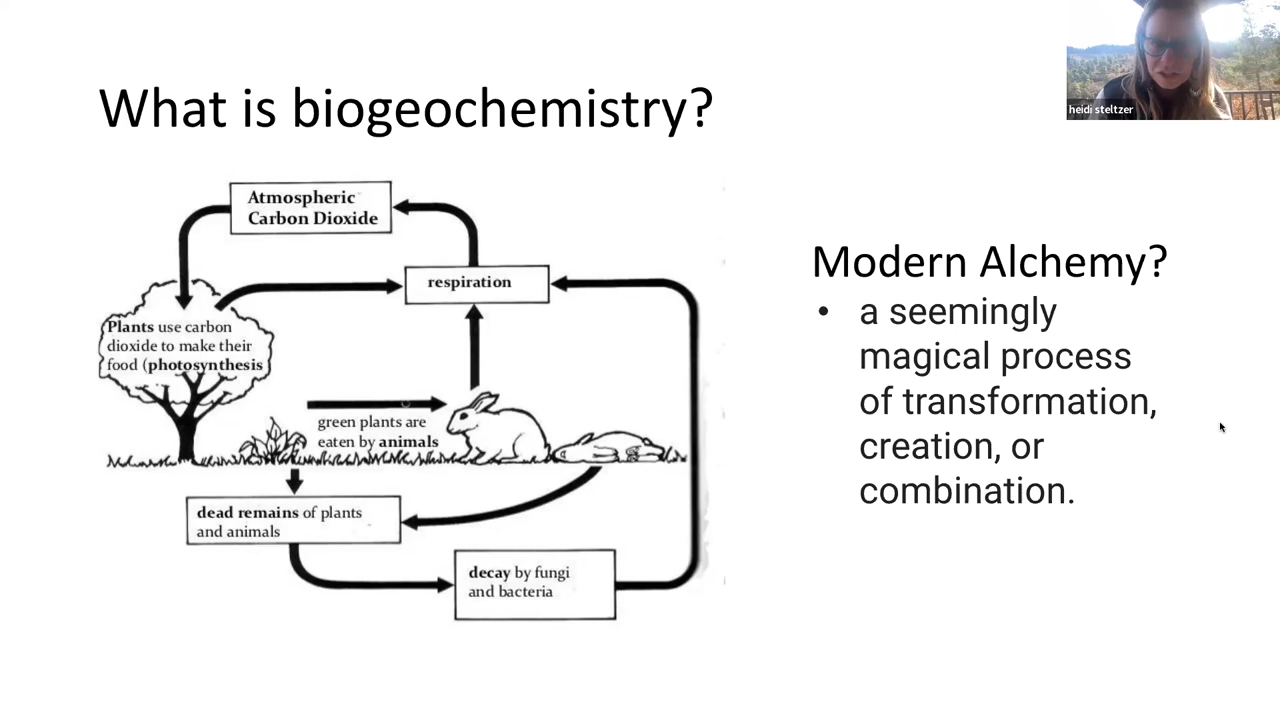 What is biogeochemistry?
heidi steltzer
Atmospheric
Carbon Dioxide
respiration
Plants use carbon
dioxide to make their
food (photosynthesis
green plants are
eaten by animals
dead remains of plants
and animals
decay by fungi
and bacteria
Modern Alchemy?
• a seemingly
magical process
of transformation,
creation, or
combination.